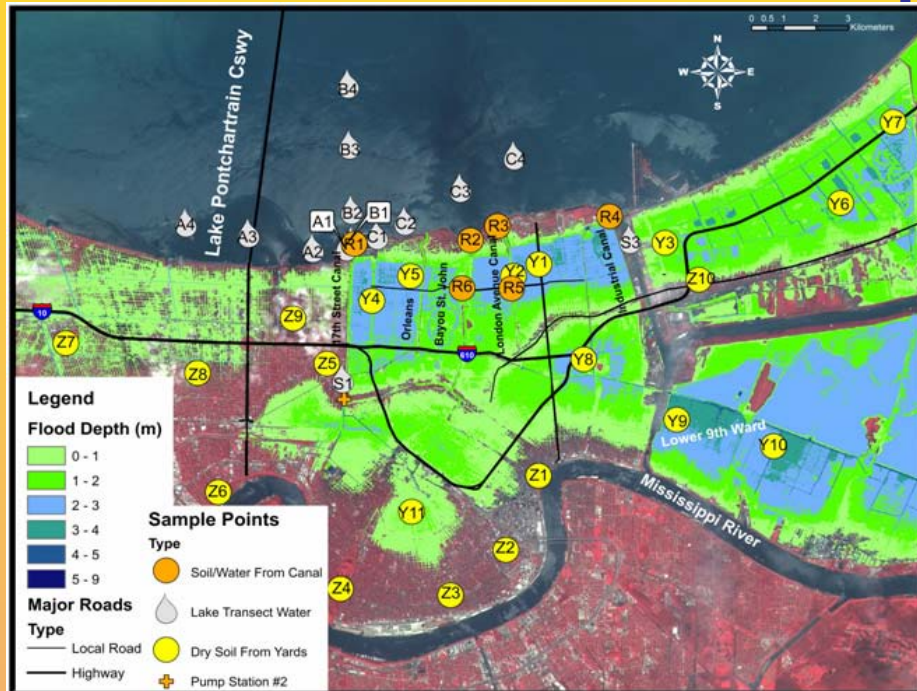 0 0.5 1 2 3
Kilometers
N
W E
S
Lake Pontchartrain Cswy
B4
Y7
B3
C4
C3
Y6
A1
B2
B1
C2
R3
R4
A4
A3
A2
R1
C1
R2
S3
Y3
Y5
Y2
Y1
Z10
Y4
R6
R5
17th Street Canal
Orleans
Bayou St. John
London Avenue Canal
Industrial Canal
10
Z9
Z7
610
Z8
Z5
Y8
S1
Y9
Lower 9th Ward
Y10
Z6
Z1
Mississippi River
Y11
Z2
Z4
Z3
Legend
Flood Depth (m)
0 - 1
1 - 2
2 - 3
3 - 4
4 - 5
5 - 9
Major Roads
Type
Local Road
Highway
Sample Points
Type
Soil/Water From Canal
Lake Transect Water
Dry Soil From Yards
Pump Station #2